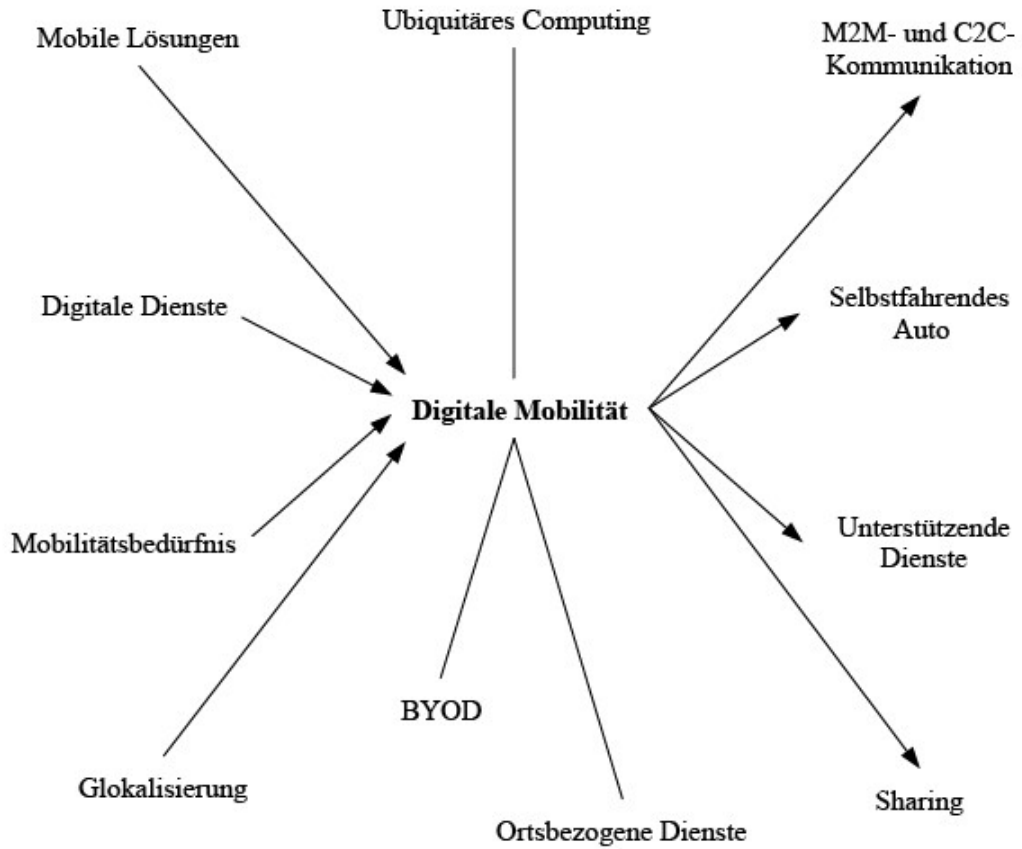 Ubiquitäres Computing
Mobile Lösungen
M2M- und C2C-
Kommunikation
Digitale Dienste
Selbstfahrendes
Auto
Digitale Mobilität
Mobilitätsbedürfnis
Unterstützende
Dienste
BYOD
Glokalisierung
Sharing
Ortsbezogene Dienste